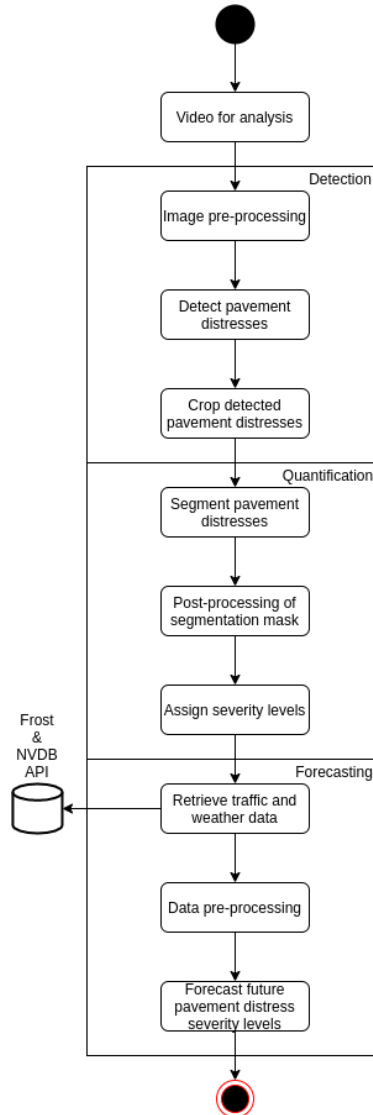 Video for analysis
Detection
Image pre-processing
Detect pavement
distresses
Crop detected
pavement distresses
Quantification
Segment pavement
distresses
Post-processing of
segmentation mask
Assign severity levels
Frost
&
NVDB
API
Forecasting
Retrieve traffic and
weather data
Data pre-processing
Forecast future
pavement distress
severity levels